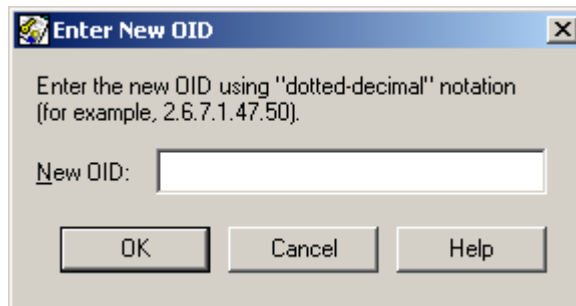 Enter New OID
Enter the new OID using "dotted-decimal" notation
(for example, 2.6.7.1.47.50).
New OID:
OK Cancel Help